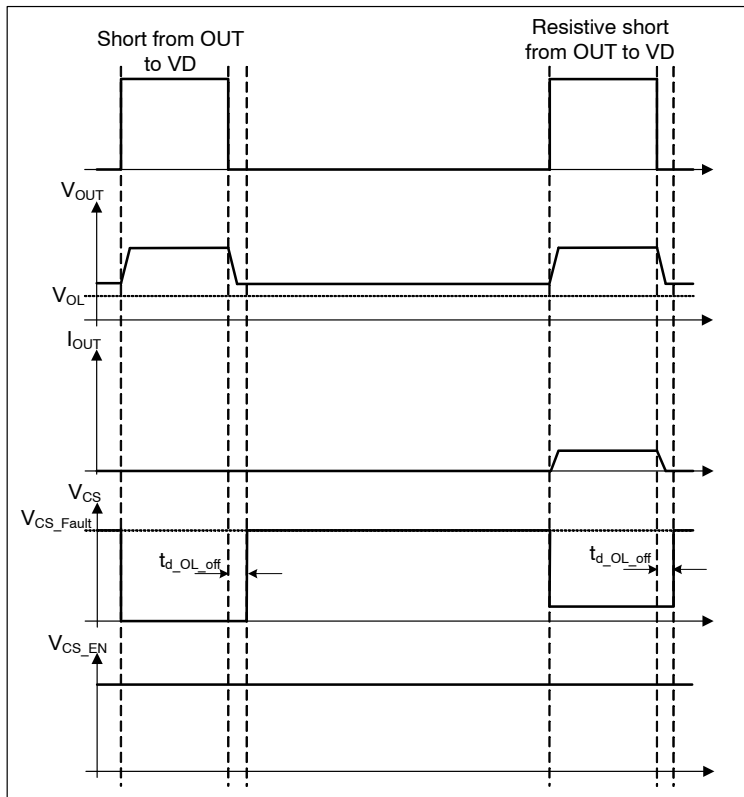 Short from OUT
to VD
Resistive short
from OUT to VD
VOUT
VOL
IOUT
VCS
VCS_Fault
td_OL_off
td_OL_off
VCS_EN